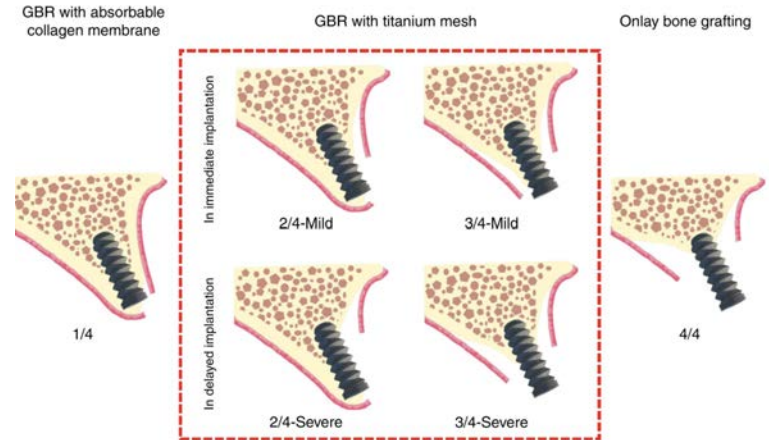 GBR with absorbable
collagen membrane
GBR with titanium mesh
Onlay bone grafting
In immediate implantation
2/4-Mild
3/4-Mild
1/4
4/4
In delayed implantation
2/4-Severe
3/4-Severe